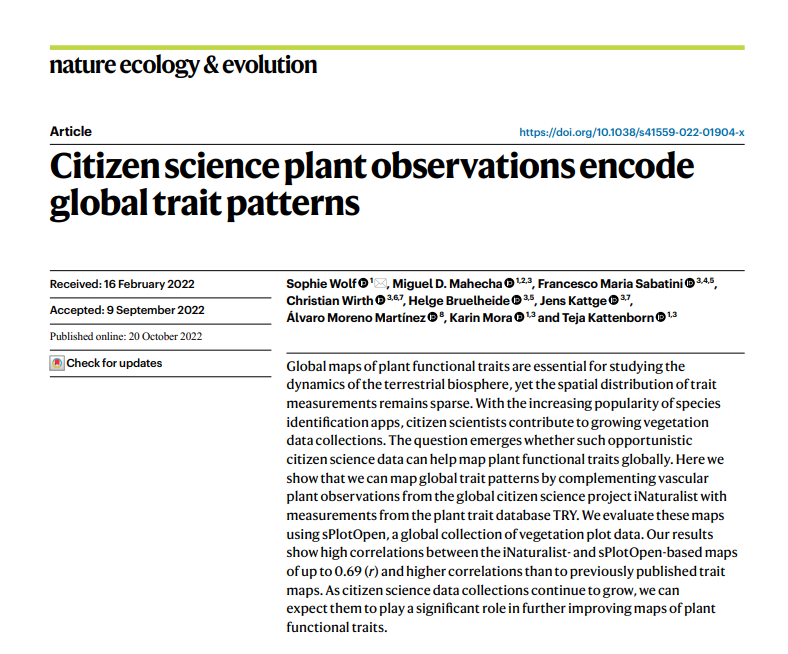 nature ecology & evolution
Article
https://doi.org/10.1038/s41559-022-01904-x
Citizen science plant observations encode
global trait patterns
Received: 16 February 2022
Accepted: 9 September 2022
Published online: 20 October 2022
Check for updates
Sophie Wolf 1, Miguel D. Mahecha 1,2,3, Francesco Maria Sabatini 3,4,5,
Christian Wirth 3,6,7, Helge Bruelheide 3,5, Jens Kattge 3,7,
Álvaro Moreno Martínez 8, Karin Mora 1,3 and Teja Kattenborn 1,3
Global maps of plant functional traits are essential for studying the
dynamics of the terrestrial biosphere, yet the spatial distribution of trait
measurements remains sparse. With the increasing popularity of species
identification apps, citizen scientists contribute to growing vegetation
data collections. The question emerges whether such opportunistic
citizen science data can help map plant functional traits globally. Here we
show that we can map global trait patterns by complementing vascular
plant observations from the global citizen science project iNaturalist with
measurements from the plant trait database TRY. We evaluate these maps
using sPlotOpen, a global collection of vegetation plot data. Our results
show high correlations between the iNaturalist- and sPlotOpen-based maps
of up to 0.69 (r) and higher correlations than to previously published trait
maps. As citizen science data collections continue to grow, we can
expect them to play a significant role in further improving maps of plant
functional traits.